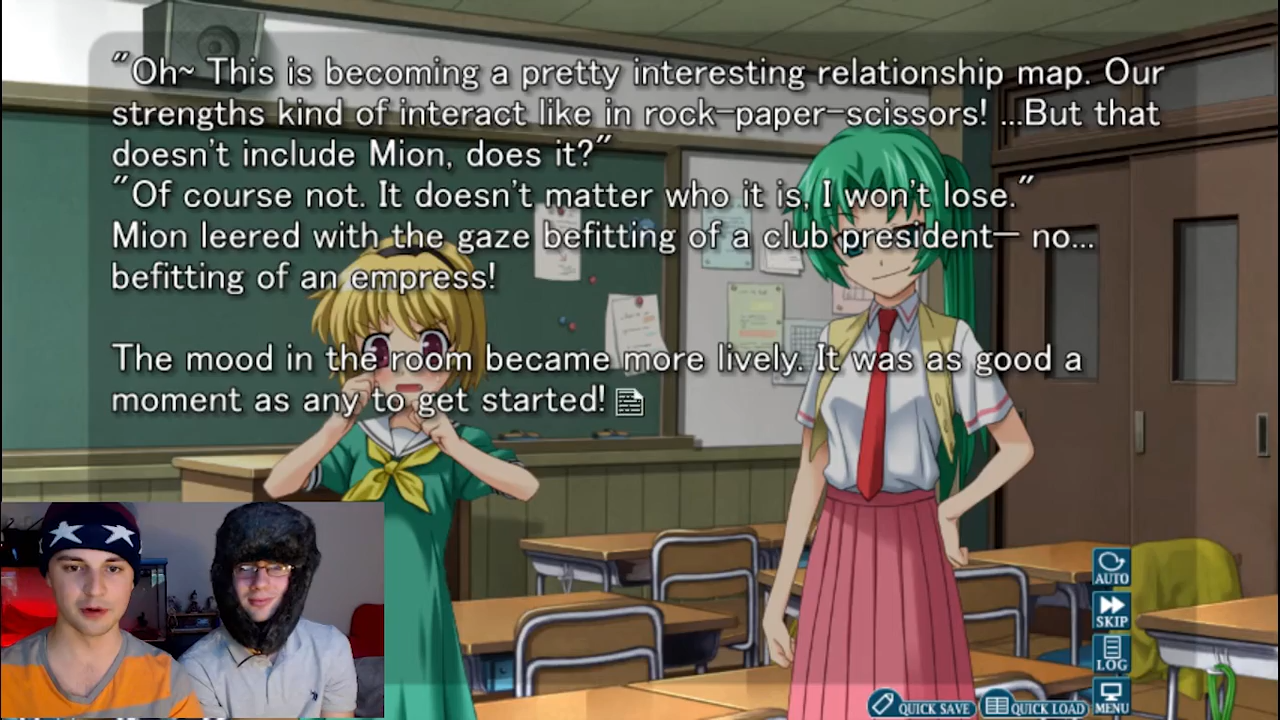 "Oh~ This is becoming a pretty interesting relationship map. Our
strengths kind of interact like in rock-paper-scissors! ...But that
doesn't include Mion, does it?"
"Of course not. It doesn't matter who it is, I won't lose."
Mion leered with the gaze befitting of a club president— no...
befitting of an empress!
The mood in the room became more lively. It was as good a
moment as any to get started!
AUTO
SKIP
LOG
MENU
QUICK SAVE QUICK LOAD